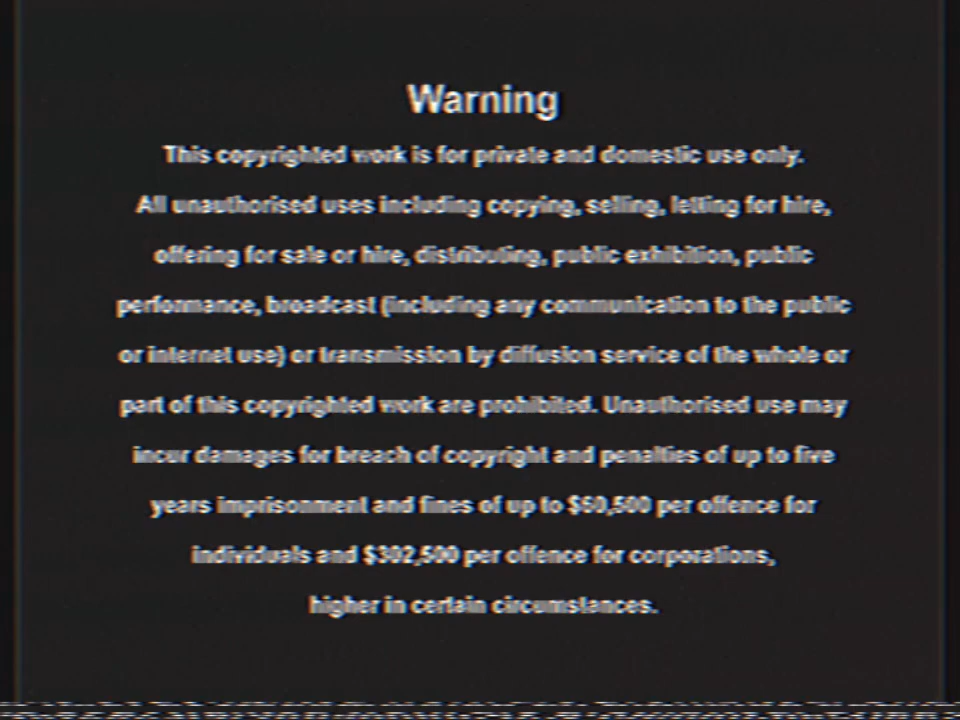 Warning
This copyrighted work is for private and domestic use only.
All unauthorised uses including copying, selling, letting for hire,
offering for sale or hire, distributing, public exhibition, public
performance, broadcast (including any communication to the public
or internet use) or transmission by diffusion service of the whole or
part of this copyrighted work are prohibited. Unauthorised use may
incur damages for breach of copyright and penalties of up to five
years imprisonment and fines of up to $60,500 per offence for
individuals and $302,500 per offence for corporations,
higher in certain circumstances.